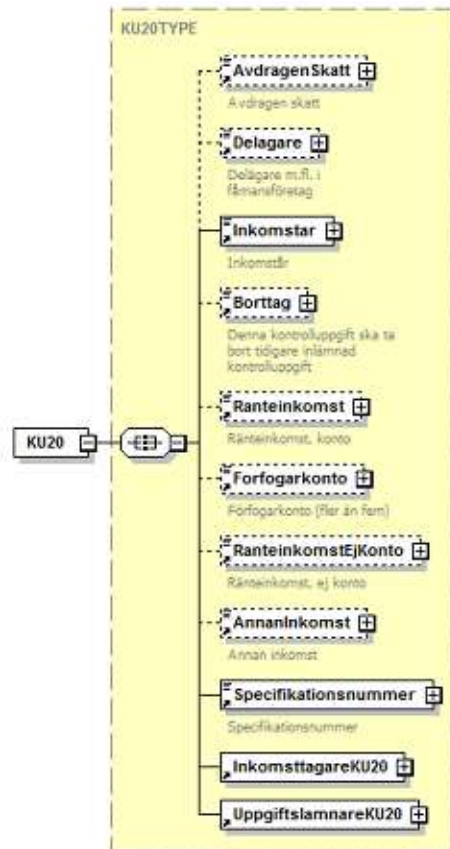 KU20TYPE
AvdragenSkatt
Avdragen skatt
Delagare
Delägare m.fl. i
fåmansföretag
Inkomstar
Inkomstår
Borttag
Denna kontrolluppgift ska ta
bort tidigare inlämnad
kontrolluppgift
Ranteinkomst
Ränteinkomst, konto
KU20
Forfogarkonto
Förfogarkonto (fler än fem)
RanteinkomstEjKonto
Ränteinkomst, ej konto
AnnanInkomst
Annan inkomst
Specifikationsnummer
Specifikationsnummer
InkomsttagareKU20
UppgiftslamnareKU20